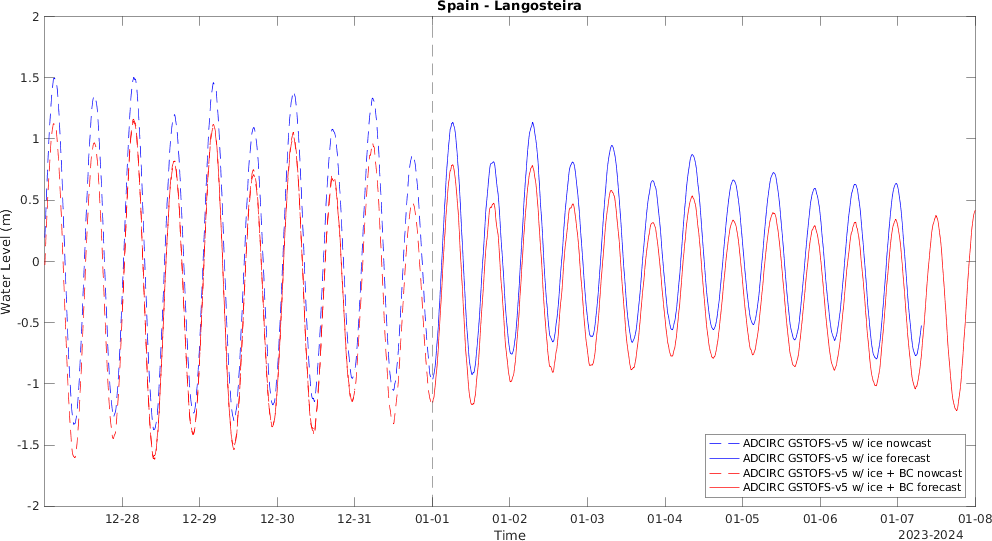 Spain - Langosteira
2
1.5
1
0.5
0
-0.5
-1
-1.5
-2
Water Level (m)
12-28 12-29 12-30 12-31 01-01 01-02 01-03 01-04 01-05 01-06 01-07 01-08
Time
2023-2024
ADCIRC GSTOFS-v5 w/ ice nowcast
ADCIRC GSTOFS-v5 w/ ice forecast
ADCIRC GSTOFS-v5 w/ ice + BC nowcast
ADCIRC GSTOFS-v5 w/ ice + BC forecast